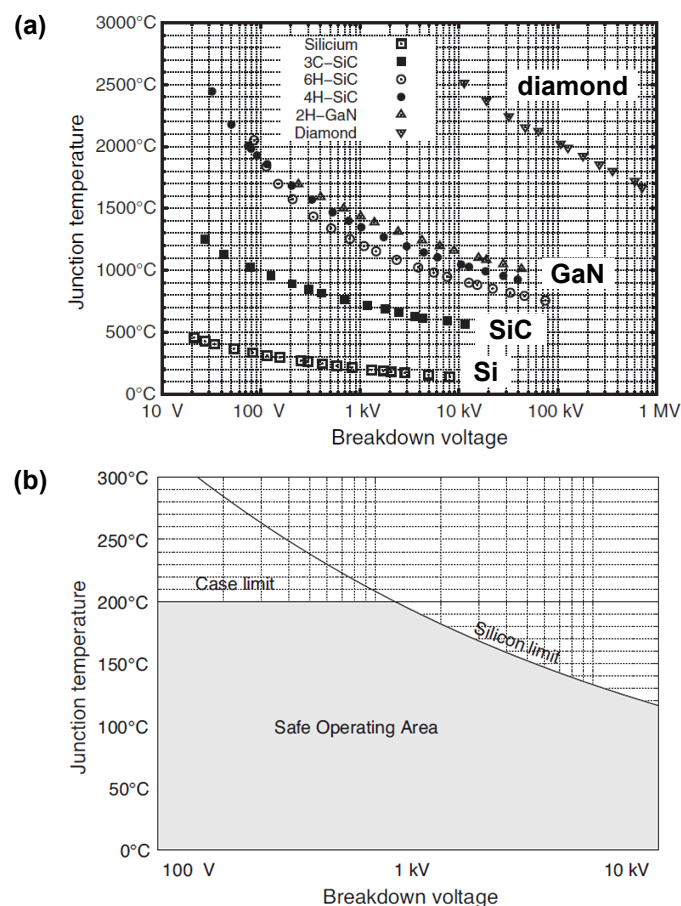 (a)
3000°C
2500°C
2000°C
1500°C
1000°C
500°C
0°C
Junction temperature
Silicium
3C-SiC
6H-SiC
4H-SiC
2H-GaN
Diamond
diamond
GaN
SiC
Si
10 V
100 V
1 kV
10 kV
100 kV
1 MV
Breakdown voltage
(b)
300°C
250°C
200°C
150°C
100°C
50°C
0°C
Junction temperature
Case limit
Silicon limit
Safe Operating Area
100 V
1 kV
10 kV
Breakdown voltage